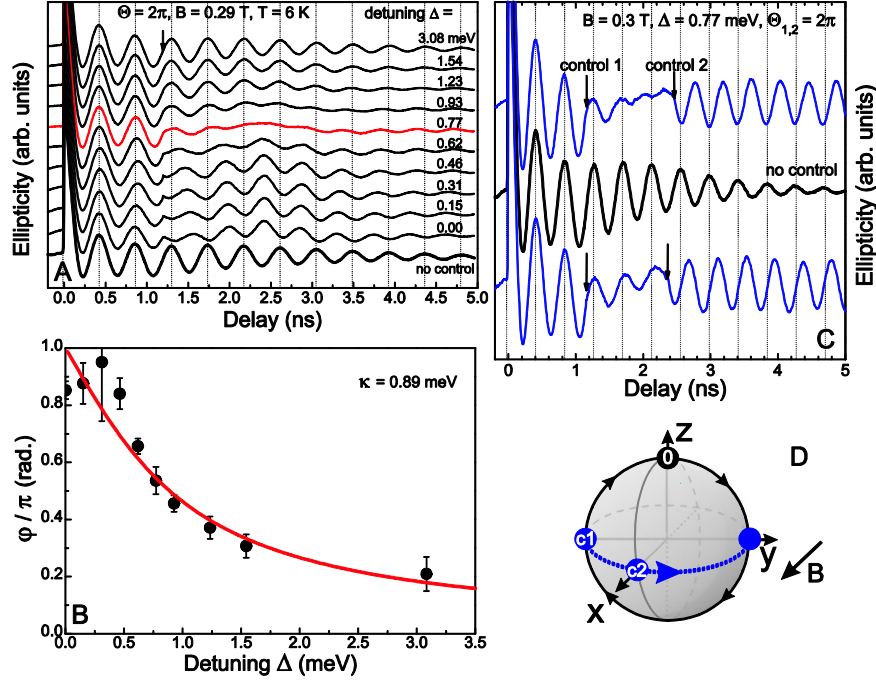 Θ = 2π, B = 0.29 T, T = 6 K
detuning Δ =
3.08 meV
1.54
1.23
0.93
0.77
0.62
0.46
0.31
0.15
0.00
no control
A
Ellipticity (arb. units)
0.0 0.5 1.0 1.5 2.0 2.5 3.0 3.5 4.0 4.5 5.0
Delay (ns)
B = 0.3 T, Δ = 0.77 meV, Θ1,2 = 2π
control 1
control 2
no control
C
Ellipticity (arb. units)
0 1 2 3 4 5
Delay (ns)
1.0
0.8
0.6
0.4
0.2
0.0
φ / π (rad.)
κ = 0.89 meV
B
0.0 0.5 1.0 1.5 2.0 2.5 3.0 3.5
Detuning Δ (meV)
D
z
0
c1
c2
y
x
B